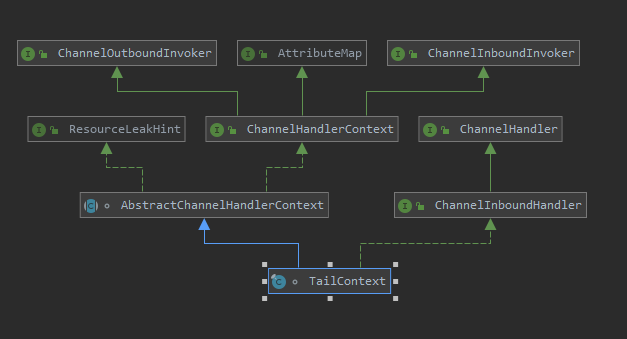 ChannelOutboundInvoker
AttributeMap
ChannelInboundInvoker
ResourceLeakHint
ChannelHandlerContext
ChannelHandler
AbstractChannelHandlerContext
ChannelInboundHandler
TailContext